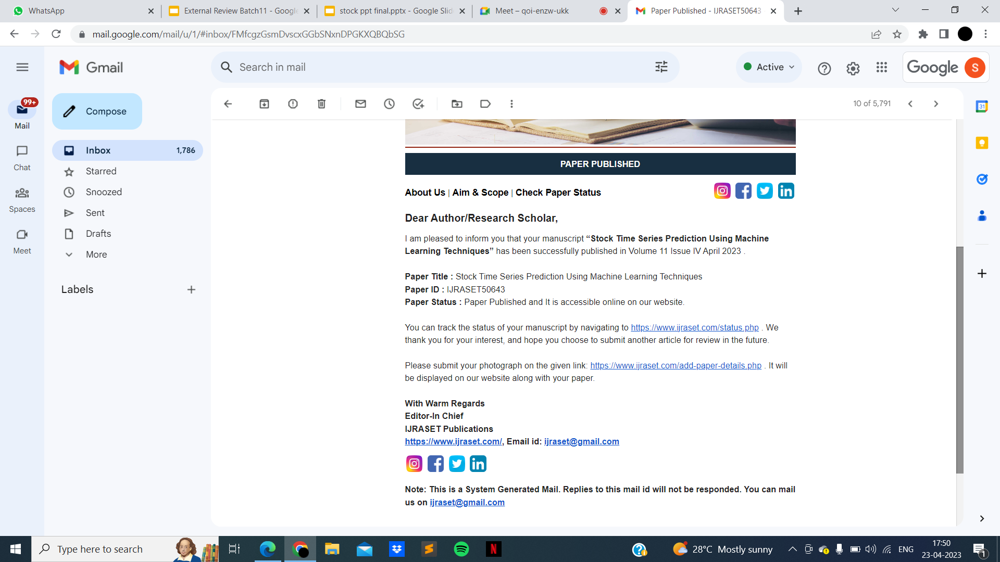 WhatsApp
External Review Batch11 - Google
stock ppt final.pptx - Google Slid
Meet – qoi-enzw-ukk
Paper Published - IJRASET50643
mail.google.com/mail/u/1/#inbox/FMfcgzGsmDvscxGGbSNxnDPGKXQBQbSG
Gmail
Search in mail
Active
Google
S
99+
Mail
Chat
Spaces
Meet
Compose
Inbox 1,786
Starred
Snoozed
Sent
Drafts
More
Labels
10 of 5,791
31
PAPER PUBLISHED
About Us | Aim & Scope | Check Paper Status
Dear Author/Research Scholar,
I am pleased to inform you that your manuscript “Stock Time Series Prediction Using Machine
Learning Techniques” has been successfully published in Volume 11 Issue IV April 2023 .
Paper Title : Stock Time Series Prediction Using Machine Learning Techniques
Paper ID : IJRASET50643
Paper Status : Paper Published and It is accessible online on our website.
You can track the status of your manuscript by navigating to https://www.ijraset.com/status.php . We
thank you for your interest, and hope you choose to submit another article for review in the future.
Please submit your photograph on the given link: https://www.ijraset.com/add-paper-details.php . It will
be displayed on our website along with your paper.
With Warm Regards
Editor-In Chief
IJRASET Publications
https://www.ijraset.com/, Email id: ijraset@gmail.com
Note: This is a System Generated Mail. Replies to this mail id will not be responded. You can mail
us on ijraset@gmail.com
Type here to search
28°C Mostly sunny
ENG
17:50
23-04-2023
1